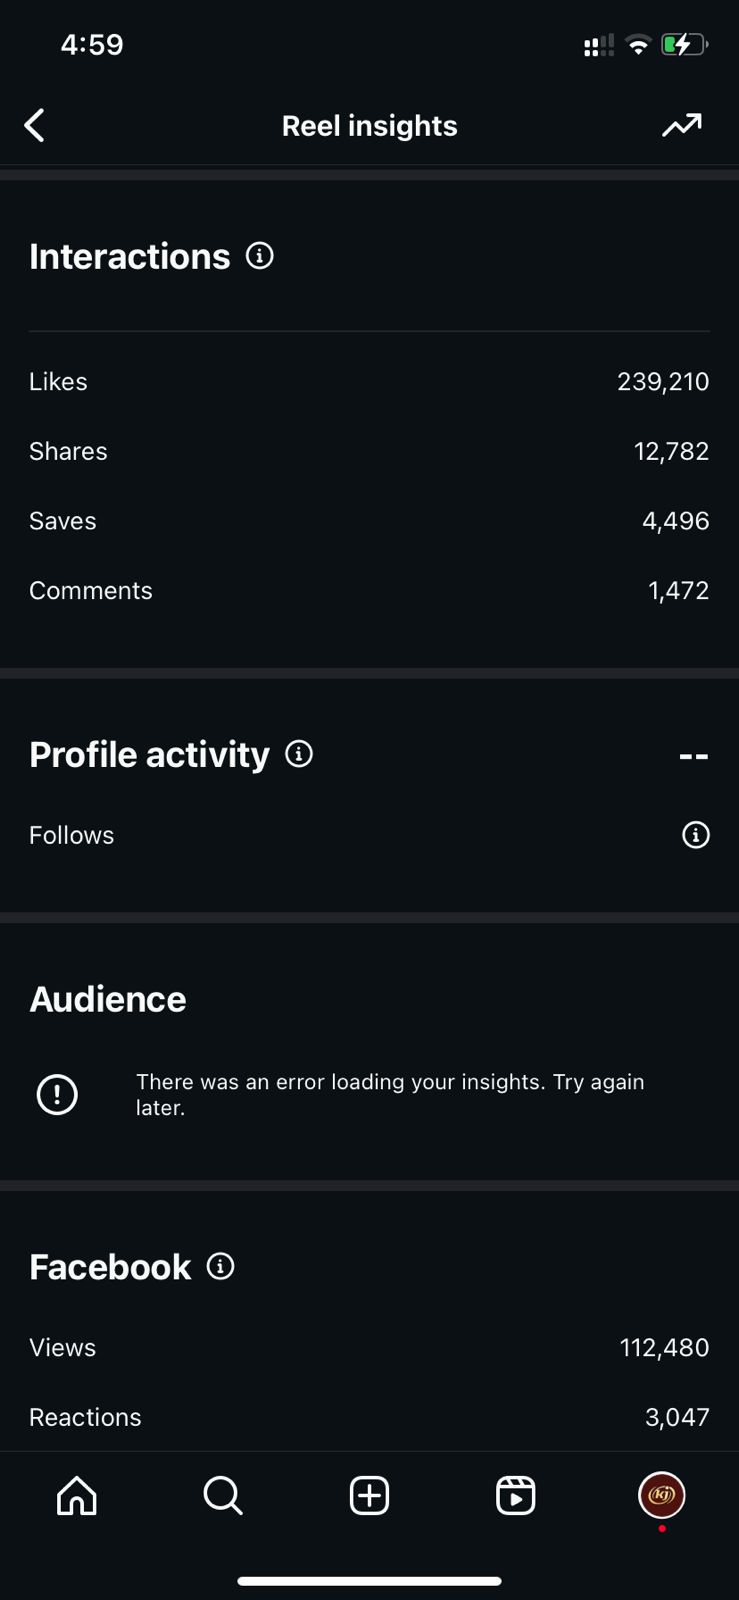 4:59
Reel insights
Interactions
Likes 239,210
Shares 12,782
Saves 4,496
Comments 1,472
Profile activity --
Follows
Audience
There was an error loading your insights. Try again
later.
Facebook
Views 112,480
Reactions 3,047
kj